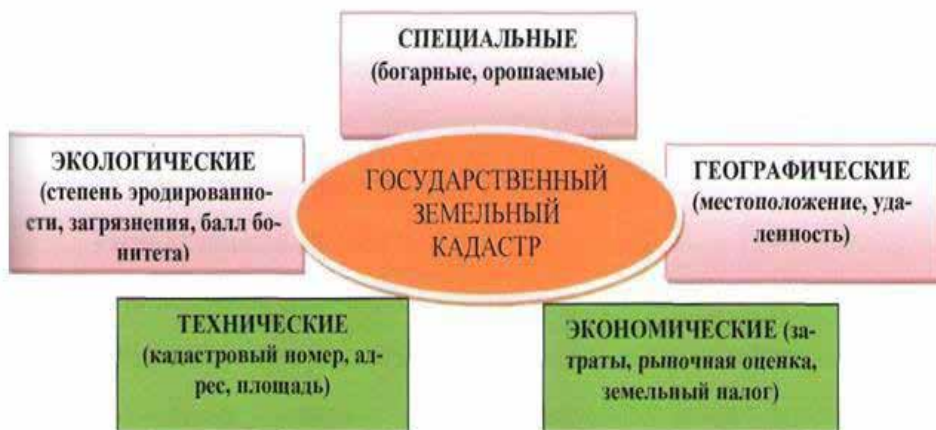 СПЕЦИАЛЬНЫЕ
(богарные, орошаемые)
ЭКОЛОГИЧЕСКИЕ
(степень эродированно-
сти, загрязнения, балл бо-
нитета)
ГОСУДАРСТВЕННЫЙ
ЗЕМЕЛЬНЫЙ
КАДАСТР
ГЕОГРАФИЧЕСКИЕ
(местоположение, уда-
ленность)
ТЕХНИЧЕСКИЕ
(кадастровый номер, ад-
рес, площадь)
ЭКОНОМИЧЕСКИЕ (за-
траты, рыночная оценка,
земельный налог)